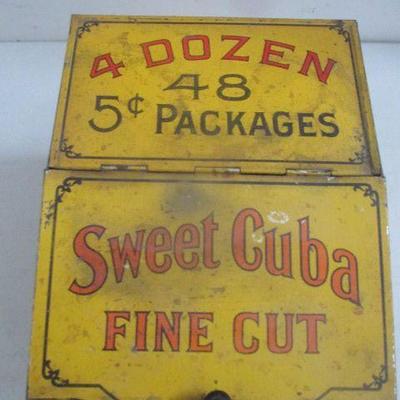 4 DOZEN
48
5¢ PACKAGES
Sweet Cuba
FINE CUT